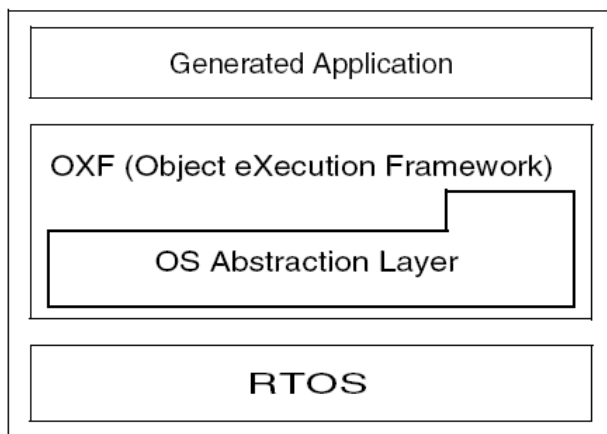 Generated Application
OXF (Object eXecution Framework)
OS Abstraction Layer
RTOS